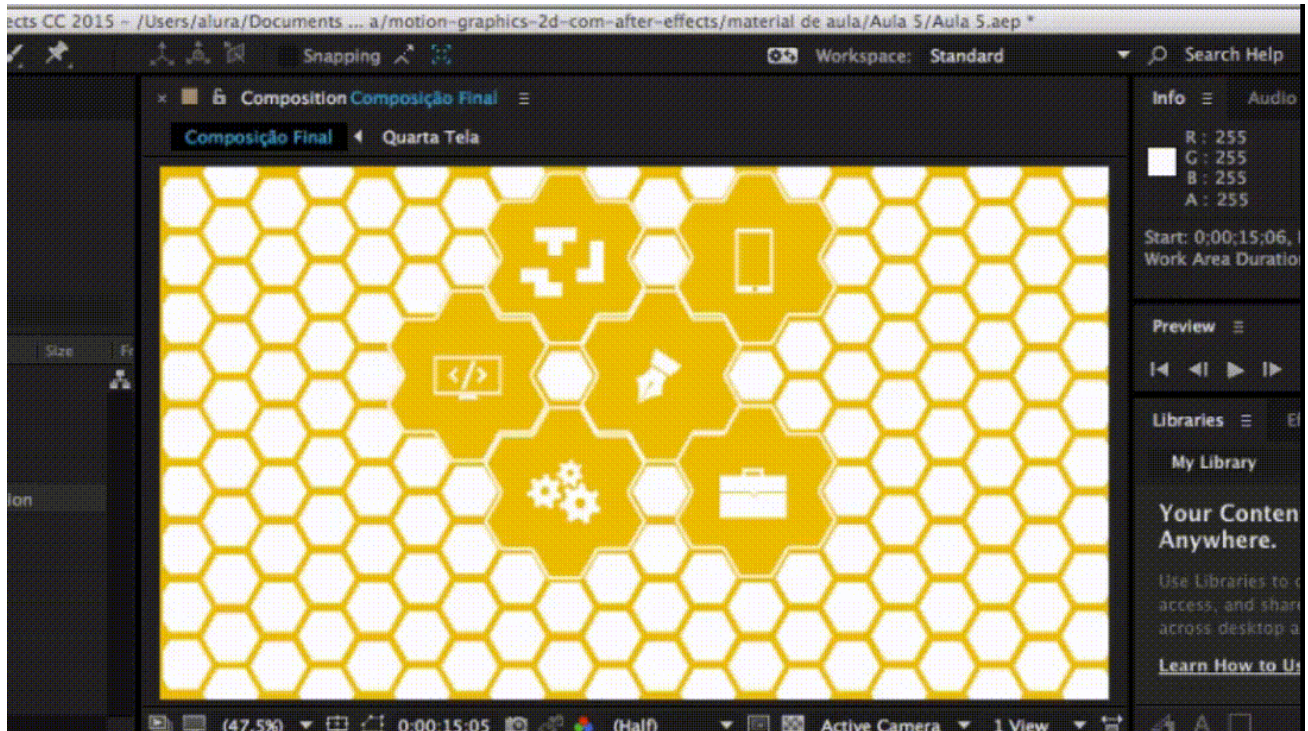 ects CC 2015 - /Users/alura/Documents ... a/motion-graphics-2d-com-after-effects/material de aula/Aula 5/Aula 5.aep *
Snapping
Workspace: Standard
Search Help
Composition Composição Final
Info
Audio
Composição Final
Quarta Tela
R : 255
G : 255
B : 255
A : 255
Start: 0;00;15;06,
Work Area Duratio
Preview
Size
</>
Libraries
My Library
ion
Your Conten
Anywhere.
Use Libraries to
access, and shar
across desktop a
Learn How to Us
(47,5%)
0:00:15:05
(Half)
Active Camera
1 View